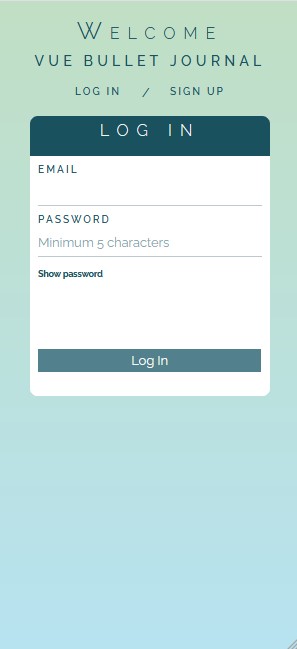 Welcome
VUE BULLET JOURNAL
LOG IN / SIGN UP
LOG IN
EMAIL
PASSWORD
Minimum 5 characters
Show password
Log In